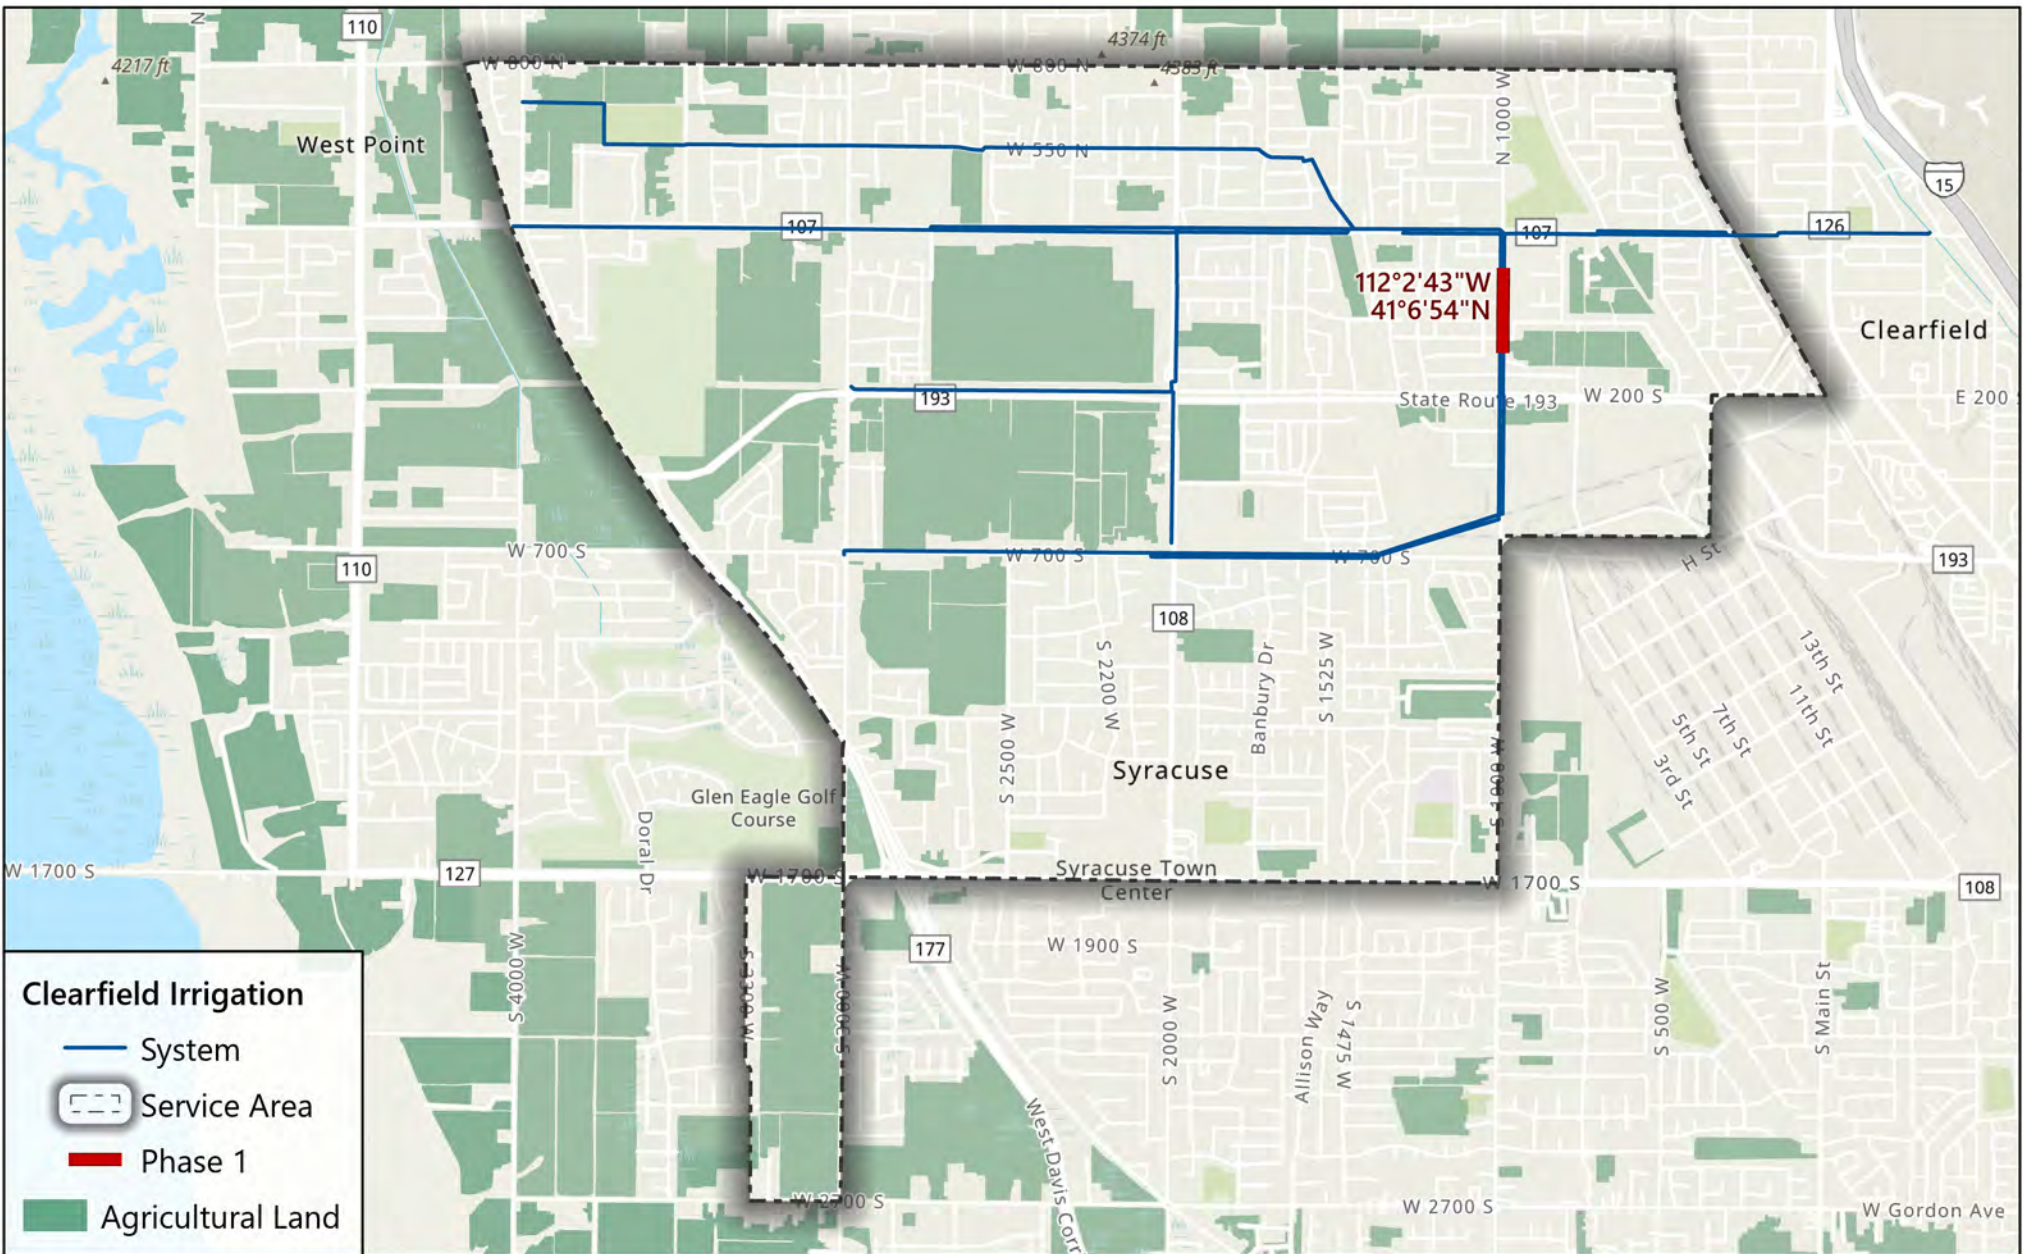 N
110
4217 ft
4374 ft
4383 ft
W 800 N
W 800 N
West Point
W 550 N
N 1000 W
15
107
107
126
112°2'43"W
41°6'54"N
Clearfield
193
State Route 193
W 200 S
E 200 S
W 700 S
W 700 S
W 700 S
110
H St
193
108
S 2200 W
Banbury Dr
S 1525 W
13th St
11th St
7th St
5th St
3rd St
S 2500 W
Syracuse
S 1000 W
Glen Eagle Golf
Course
Doral Dr
W 1700 S
127
W 1700 S
Syracuse Town
Center
W 1700 S
108
177
W 1900 S
S 4000 W
S 3300 W
S 3000 W
S 2000 W
Allison Way
S 1475 W
S 500 W
S Main St
West Davis Corr
W 2700 S
W 2700 S
W Gordon Ave
Clearfield Irrigation
System
Service Area
Phase 1
Agricultural Land